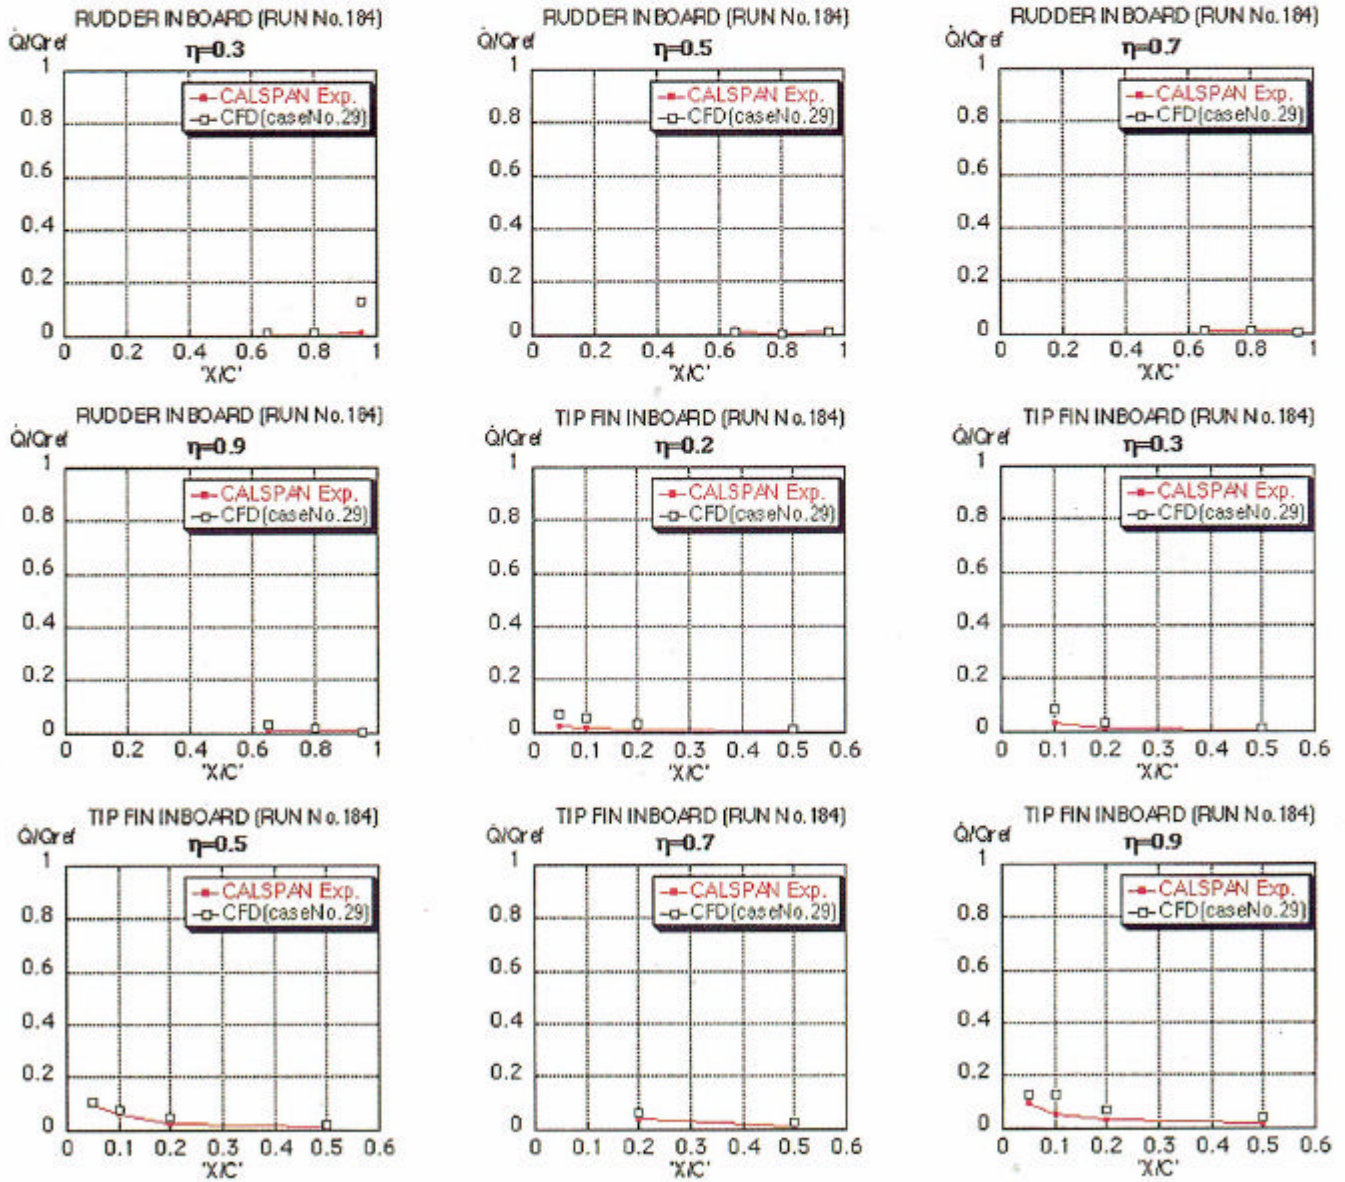 RUDDER INBOARD (RUN No.184)
Q̇/Qref
η=0.3
1
CALSPAN Exp.
CFD(caseNo.29)
0.8
0.6
0.4
0.2
0
0 0.2 0.4 0.6 0.8 1
'X/C'
RUDDER INBOARD (RUN No.184)
Q̇/Qref
η=0.5
1
CALSPAN Exp.
CFD(caseNo.29)
0.8
0.6
0.4
0.2
0
0 0.2 0.4 0.6 0.8 1
'X/C'
RUDDER INBOARD (RUN No.184)
Q̇/Qref
η=0.7
1
CALSPAN Exp.
CFD(caseNo.29)
0.8
0.6
0.4
0.2
0
0 0.2 0.4 0.6 0.8 1
'X/C'
RUDDER INBOARD (RUN No.184)
Q̇/Qref
η=0.9
1
CALSPAN Exp.
CFD(caseNo.29)
0.8
0.6
0.4
0.2
0
0 0.2 0.4 0.6 0.8 1
'X/C'
TIP FIN INBOARD (RUN No.184)
Q̇/Qref
η=0.2
1
CALSPAN Exp.
CFD(caseNo.29)
0.8
0.6
0.4
0.2
0
0 0.1 0.2 0.3 0.4 0.5 0.6
'X/C'
TIP FIN INBOARD (RUN No.184)
Q̇/Qref
η=0.3
1
CALSPAN Exp.
CFD(caseNo.29)
0.8
0.6
0.4
0.2
0
0 0.1 0.2 0.3 0.4 0.5 0.6
'X/C'
TIP FIN INBOARD (RUN No.184)
Q̇/Qref
η=0.5
1
CALSPAN Exp.
CFD(caseNo.29)
0.8
0.6
0.4
0.2
0
0 0.1 0.2 0.3 0.4 0.5 0.6
'X/C'
TIP FIN INBOARD (RUN No.184)
Q̇/Qref
η=0.7
1
CALSPAN Exp.
CFD(caseNo.29)
0.8
0.6
0.4
0.2
0
0 0.1 0.2 0.3 0.4 0.5 0.6
'X/C'
TIP FIN INBOARD (RUN No.184)
Q̇/Qref
η=0.9
1
CALSPAN Exp.
CFD(caseNo.29)
0.8
0.6
0.4
0.2
0
0 0.1 0.2 0.3 0.4 0.5 0.6
'X/C'